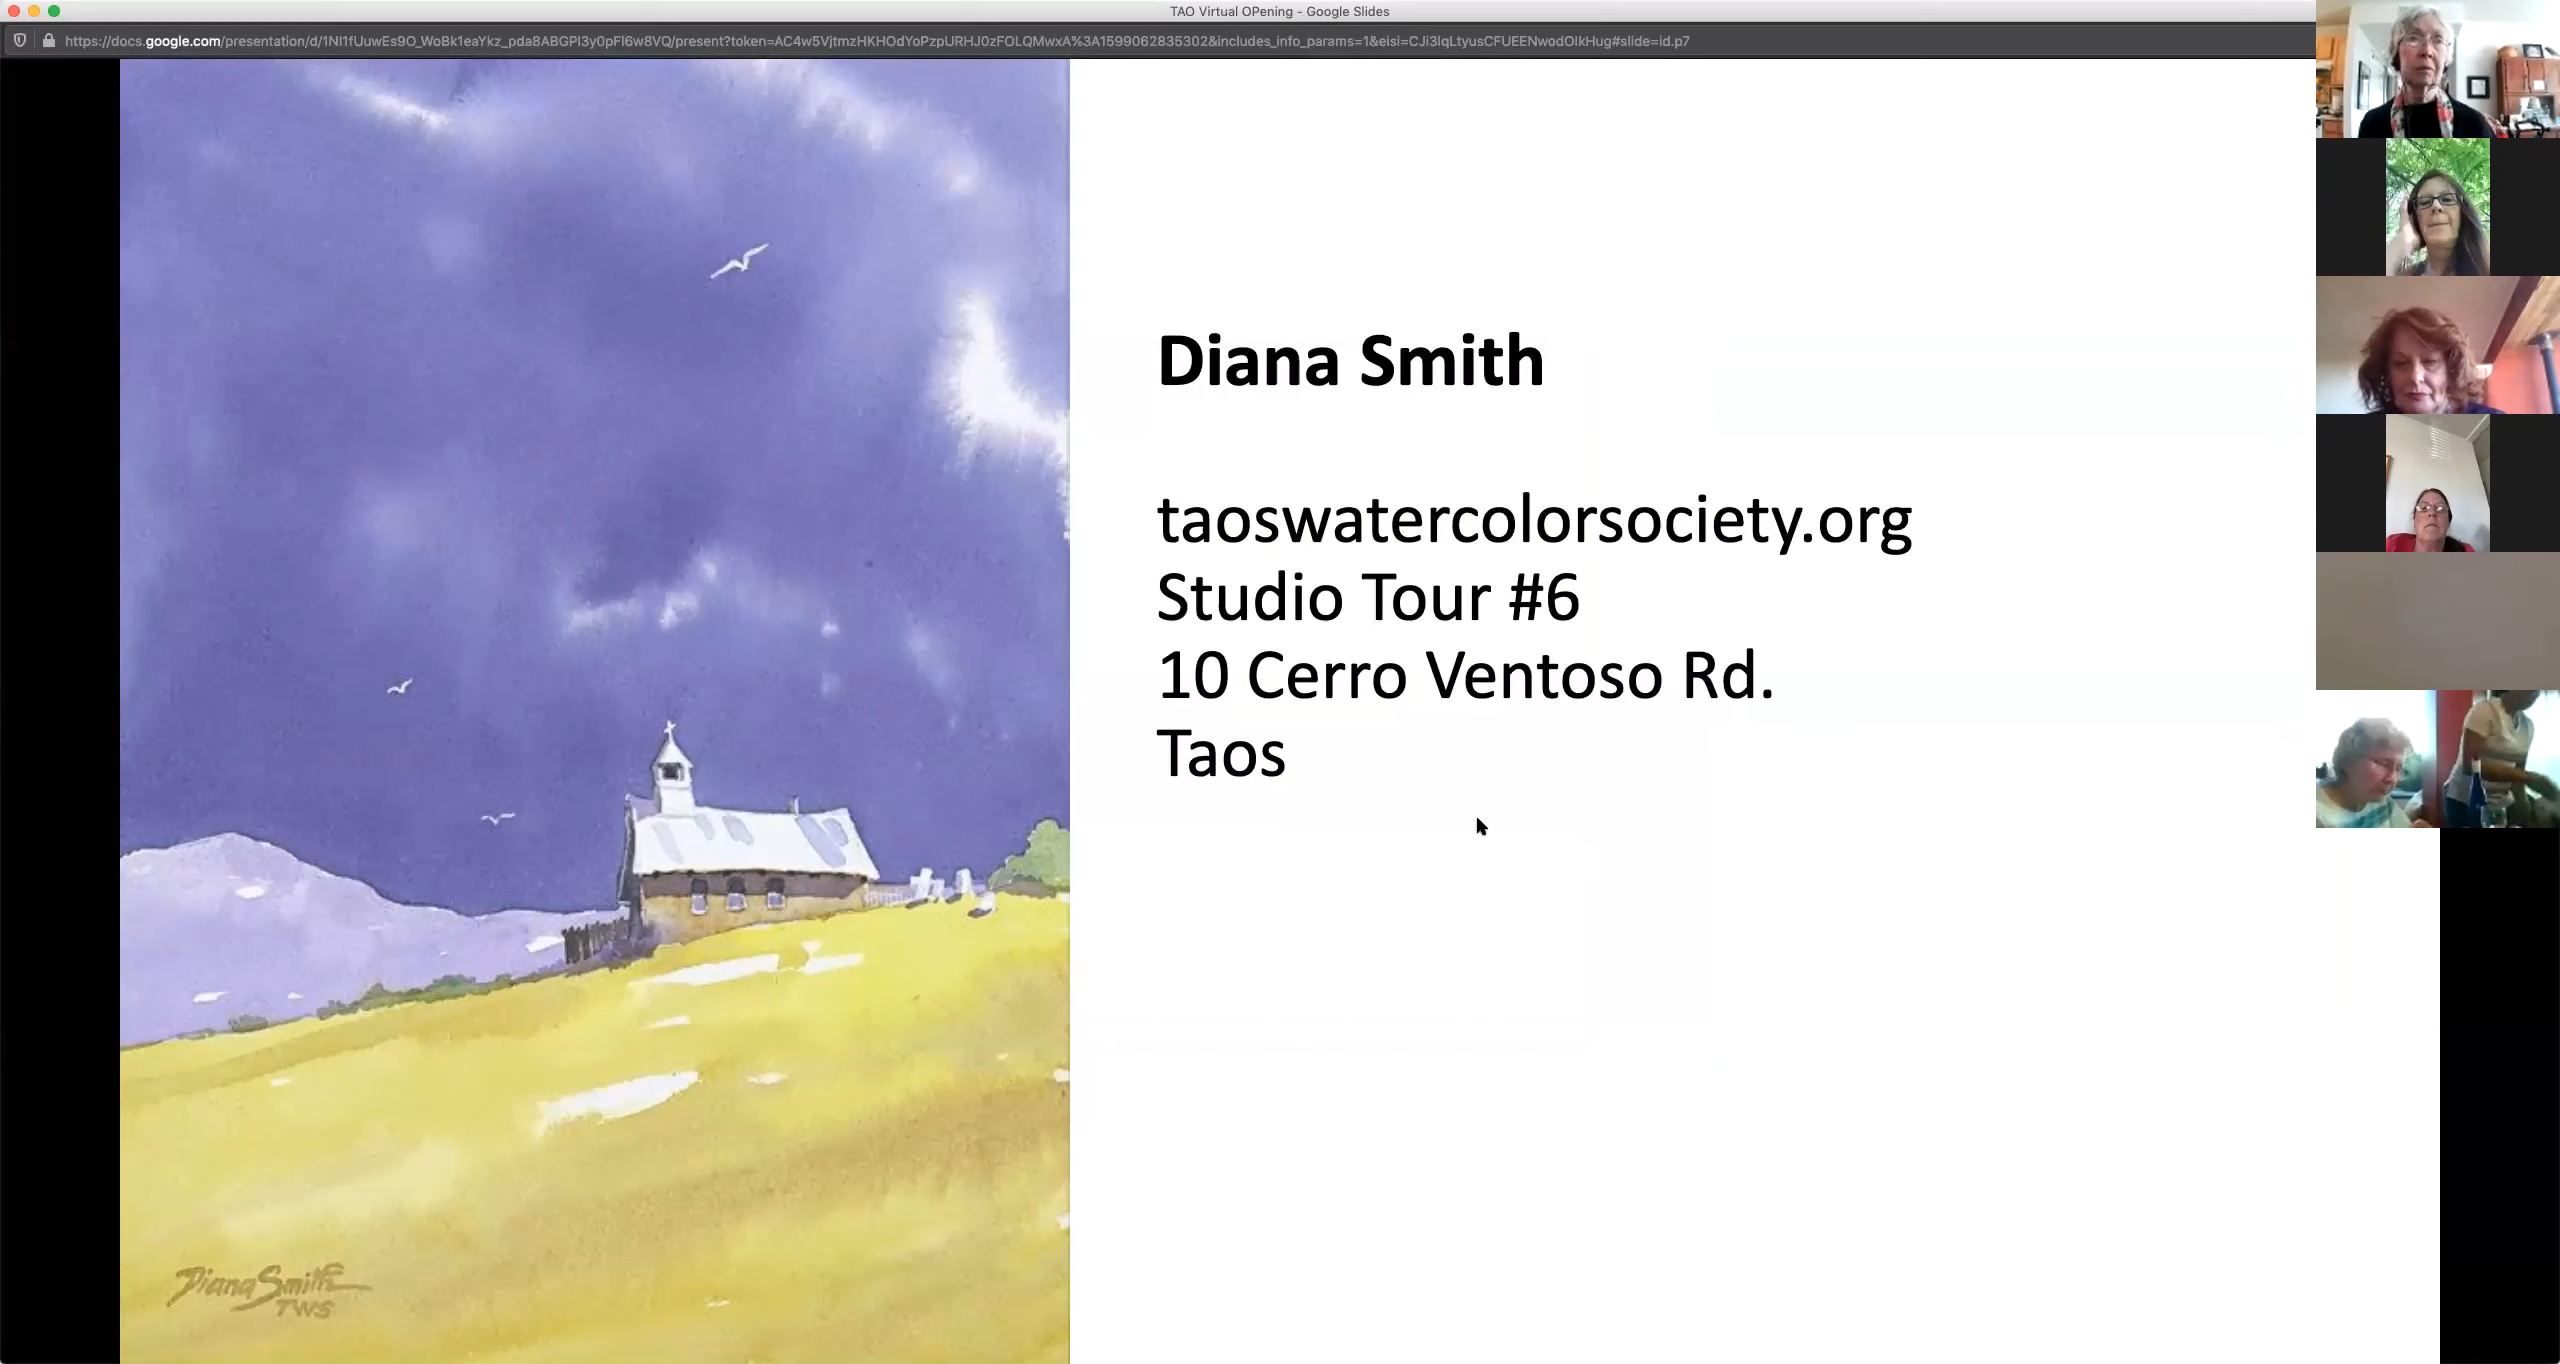 TAO Virtual OPening - Google Slides
https://docs.google.com/presentation/d/1NI1fUuwEs9O_WoBk1eaYkz_pda8ABGPl3y0pFl6w8VQ/present?token=AC4w5VjtmzHKHOdYoPzpURHJ0zFOLQMwxA%3A1599062835302&includes_info_params=1&eisi=CJi3lqLtyusCFUEENwodOIkHug#slide=id.p7
Diana Smith
taoswatercolorsociety.org
Studio Tour #6
10 Cerro Ventoso Rd.
Taos
Diana Smith
TWS